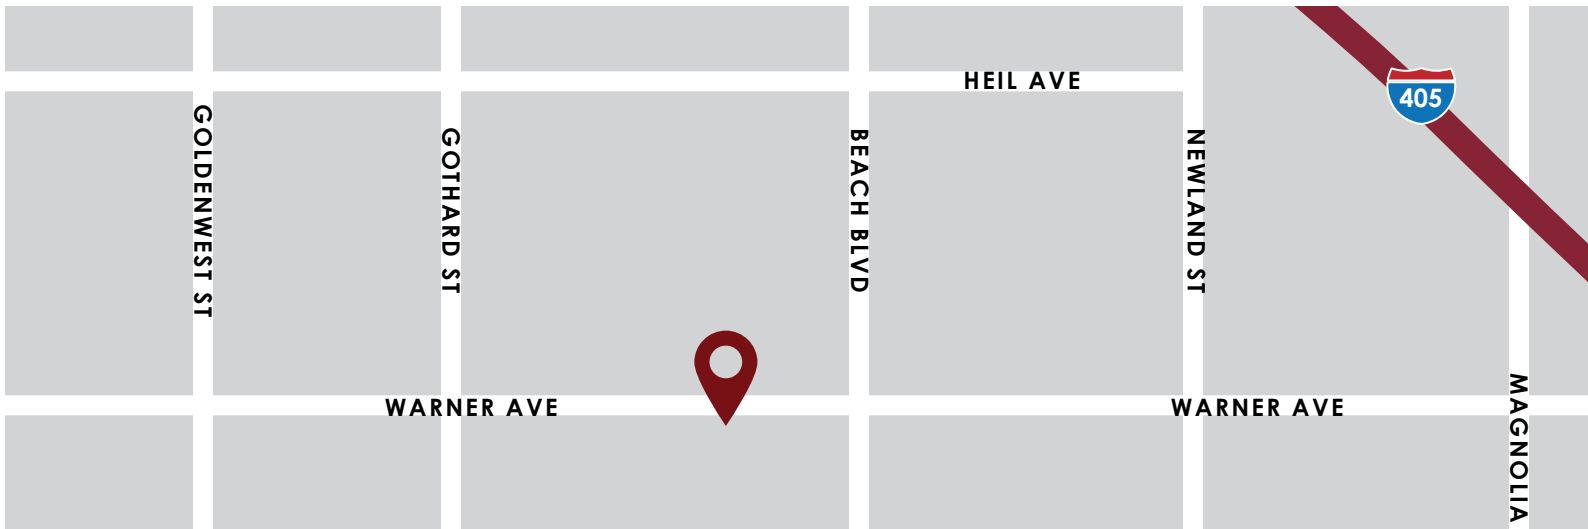 HEIL AVE
405
GOLDENWEST ST
GOTHARD ST
BEACH BLVD
NEWLAND ST
MAGNOLIA
WARNER AVE
WARNER AVE